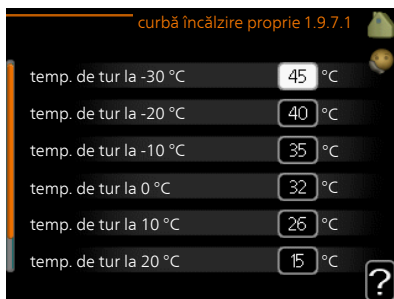 curbă încălzire proprie 1.9.7.1
temp. de tur la -30 °C 45 °C
temp. de tur la -20 °C 40 °C
temp. de tur la -10 °C 35 °C
temp. de tur la 0 °C 32 °C
temp. de tur la 10 °C 26 °C
temp. de tur la 20 °C 15 °C
?